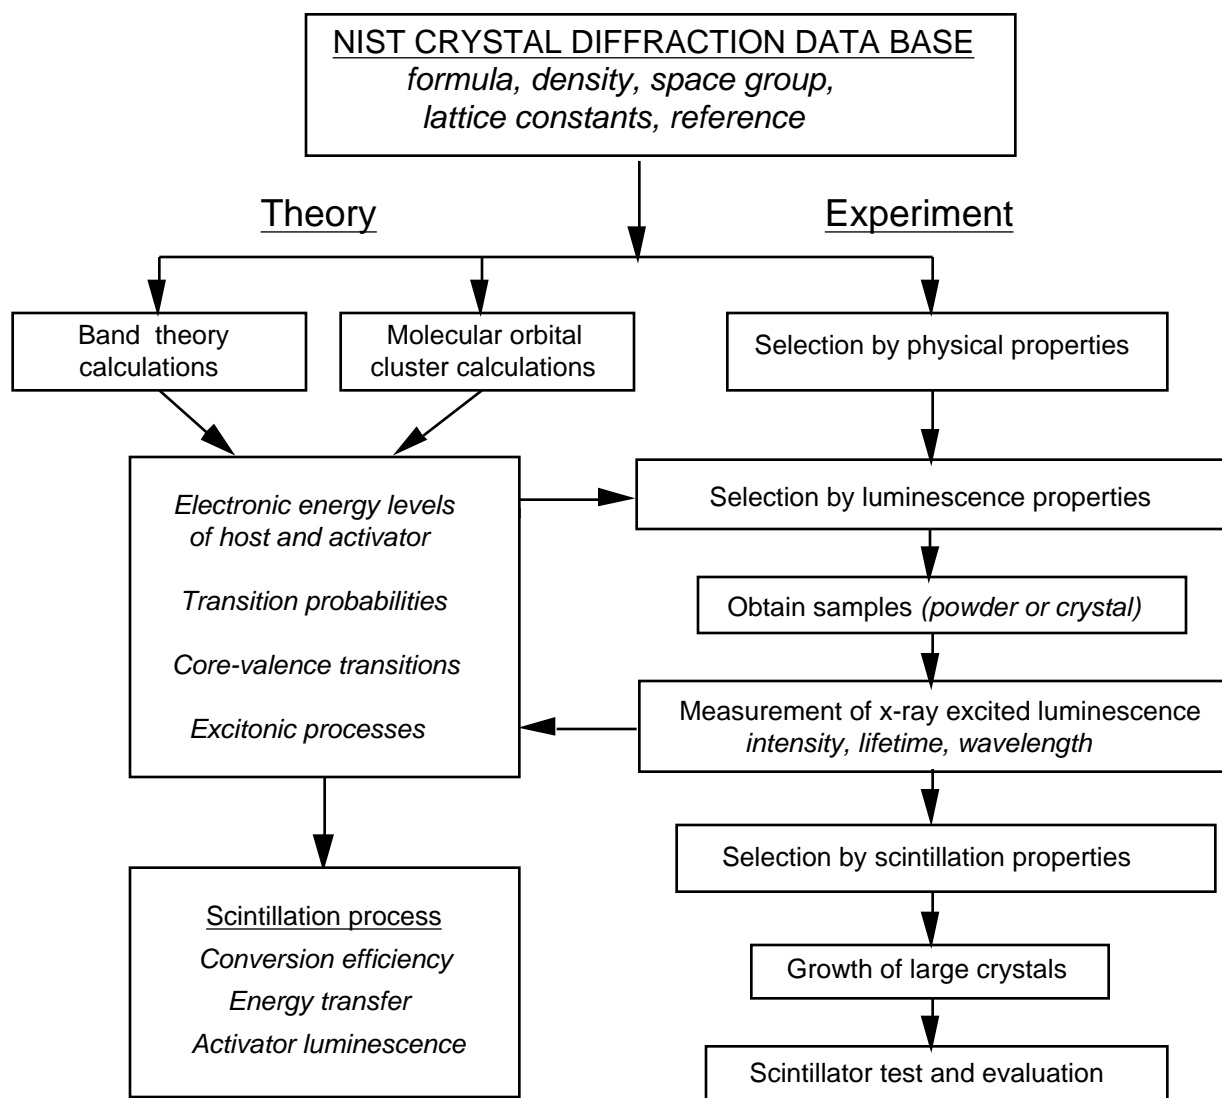 NIST CRYSTAL DIFFRACTION DATA BASE
formula, density, space group,
lattice constants, reference
Theory
Experiment
Band theory
calculations
Molecular orbital
cluster calculations
Selection by physical properties
Electronic energy levels
of host and activator
Transition probabilities
Core-valence transitions
Excitonic processes
Selection by luminescence properties
Obtain samples (powder or crystal)
Measurement of x-ray excited luminescence
intensity, lifetime, wavelength
Selection by scintillation properties
Scintillation process
Conversion efficiency
Energy transfer
Activator luminescence
Growth of large crystals
Scintillator test and evaluation